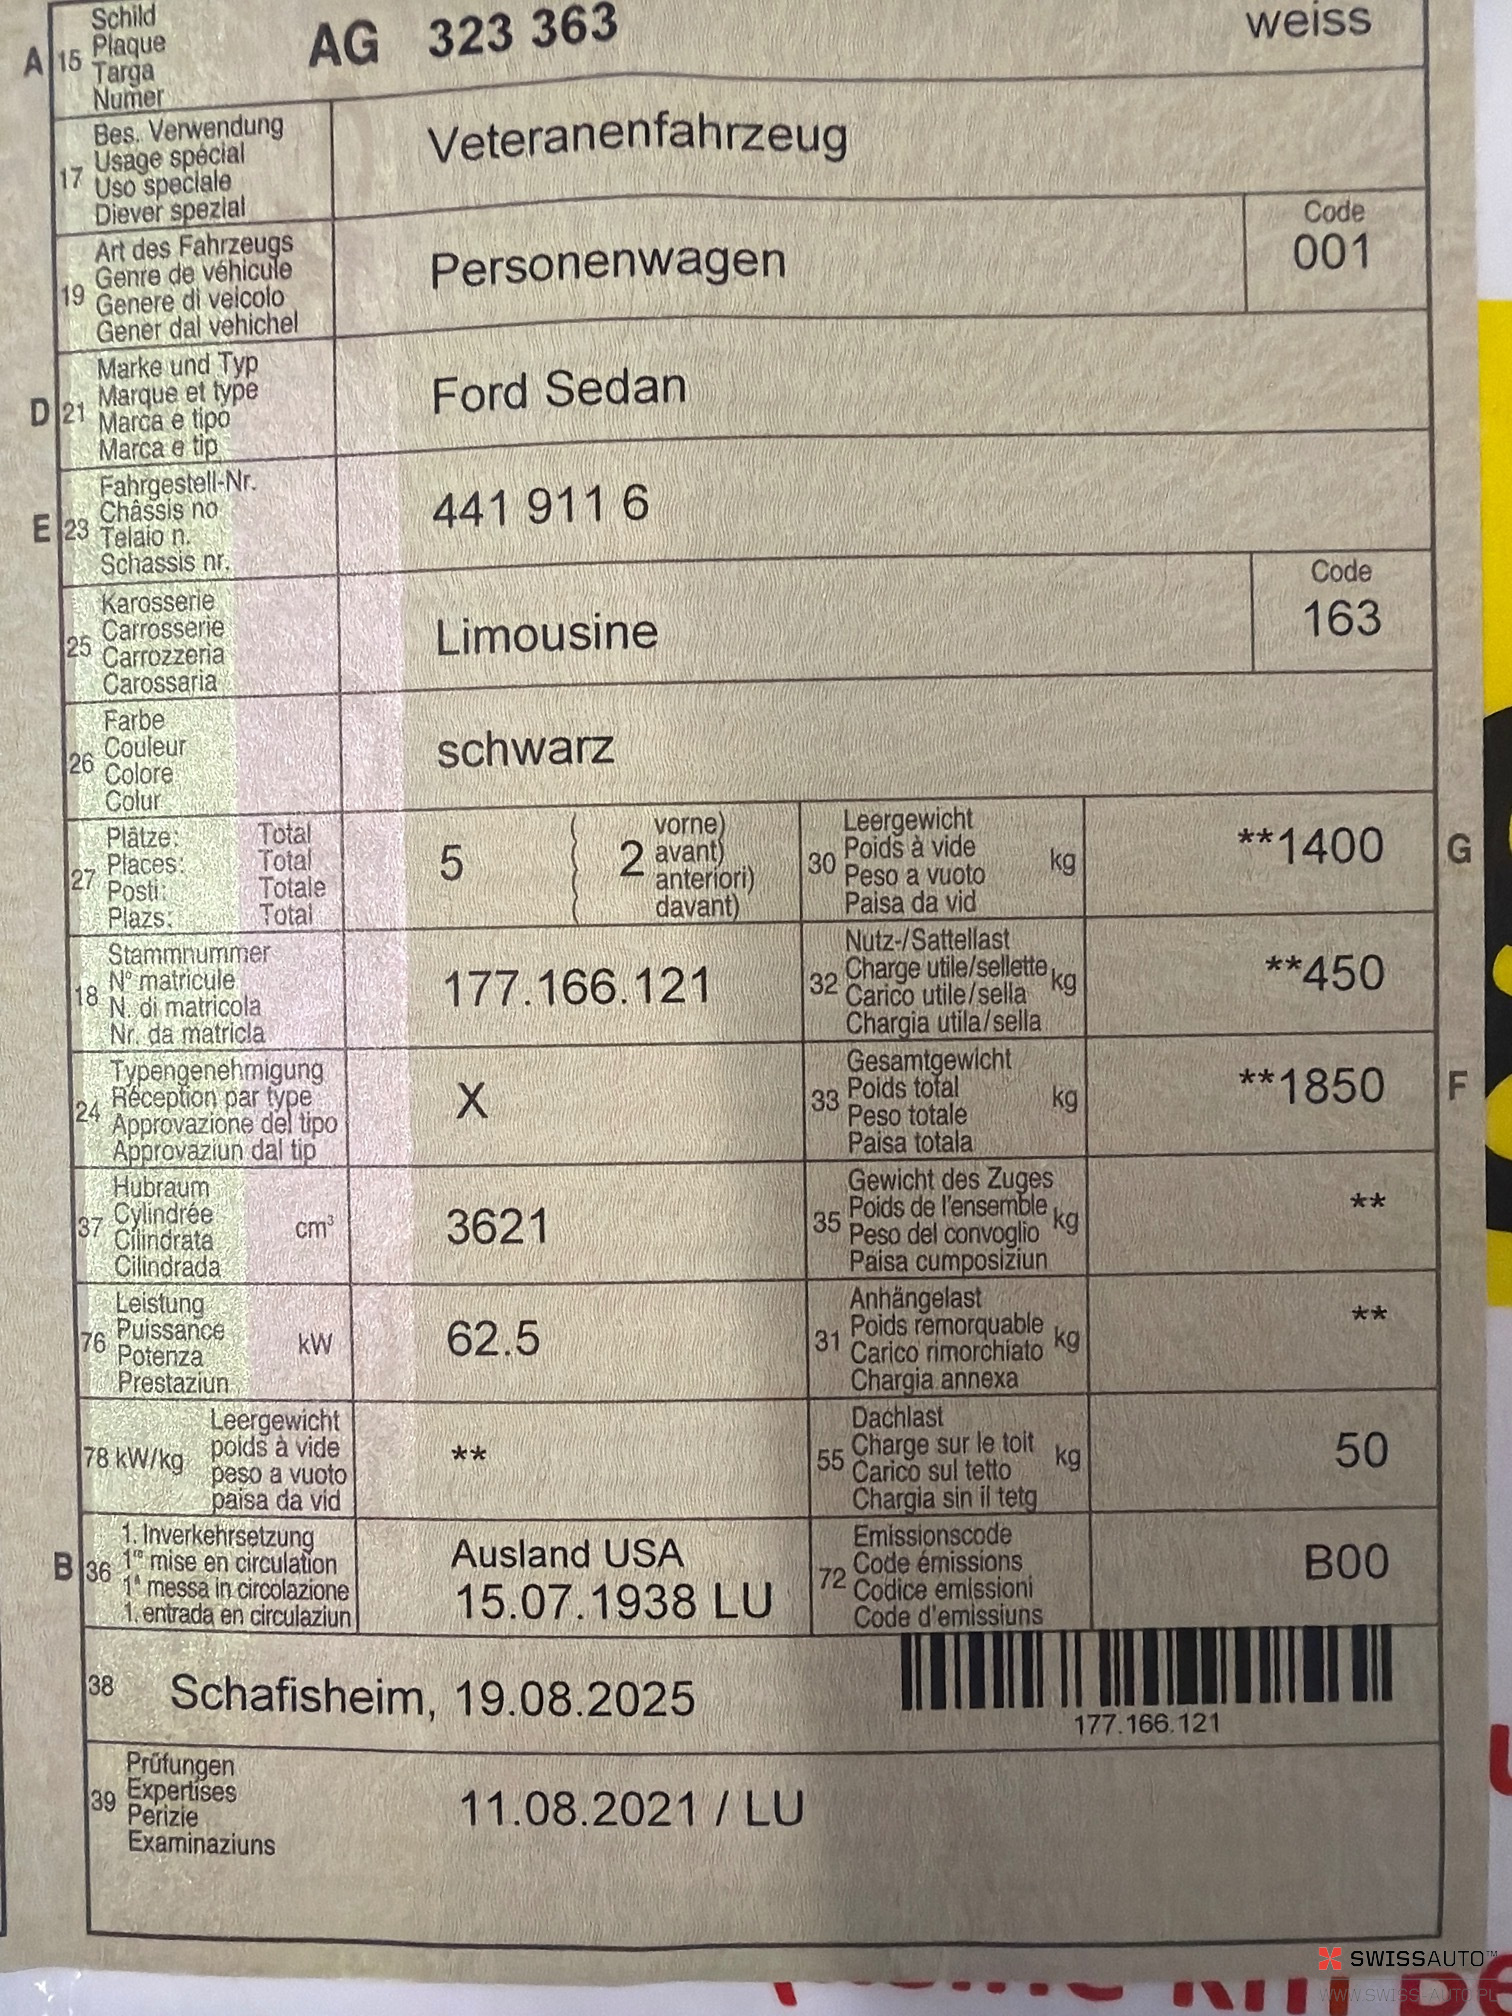 A 15 Schild Plaque Targa Numer AG 323 363 weiss
17 Bes. Verwendung Usage spécial Uso speciale Diever spezial Veteranenfahrzeug
19 Art des Fahrzeugs Genre de véhicule Genere di veicolo Gener dal vehichel Personenwagen Code 001
D 21 Marke und Typ Marque et type Marca e tipo Marca e tip Ford Sedan
E 23 Fahrgestell-Nr. Châssis no Telaio n. Schassis nr. 441 911 6
25 Karosserie Carrosserie Carrozzeria Carossaria Limousine Code 163
26 Farbe Couleur Colore Colur schwarz
27 Plätze: Total Places: Total Posti: Totale Plazs: Total 5 ( 2 vorne) avant) anteriori) davant)
30 Leergewicht Poids à vide Peso a vuoto Paisa da vid kg **1400 G
18 Stammnummer N° matricule N. di matricola Nr. da matricla 177.166.121
32 Nutz-/Sattellast Charge utile/sellette Carico utile/sella Chargia utila/sella kg **450
24 Typengenehmigung Réception par type Approvazione del tipo Approvaziun dal tip X
33 Gesamtgewicht Poids total Peso totale Paisa totala kg **1850 F
37 Hubraum Cylindrée Cilindrata Cilindrada cm³ 3621
35 Gewicht des Zuges Poids de l'ensemble Peso del convoglio Paisa cumposiziun kg **
76 Leistung Puissance Potenza Prestaziun kW 62.5
31 Anhängelast Poids remorquable Carico rimorchiato Chargia annexa kg **
78 kW/kg Leergewicht poids à vide peso a vuoto paisa da vid **
55 Dachlast Charge sur le toit Carico sul tetto Chargia sin il tetg kg 50
B 36 1. Inverkehrsetzung 1re mise en circulation 1a messa in circolazione 1. entrada en circulaziun Ausland USA 15.07.1938 LU
72 Emissionscode Code émissions Codice emissioni Code d'emissiuns B00
38 Schafisheim, 19.08.2025
177.166.121
39 Prüfungen Expertises Perizie Examinaziuns 11.08.2021 / LU
SWISSAUTO™
WWW.SWISSAUTO.PL